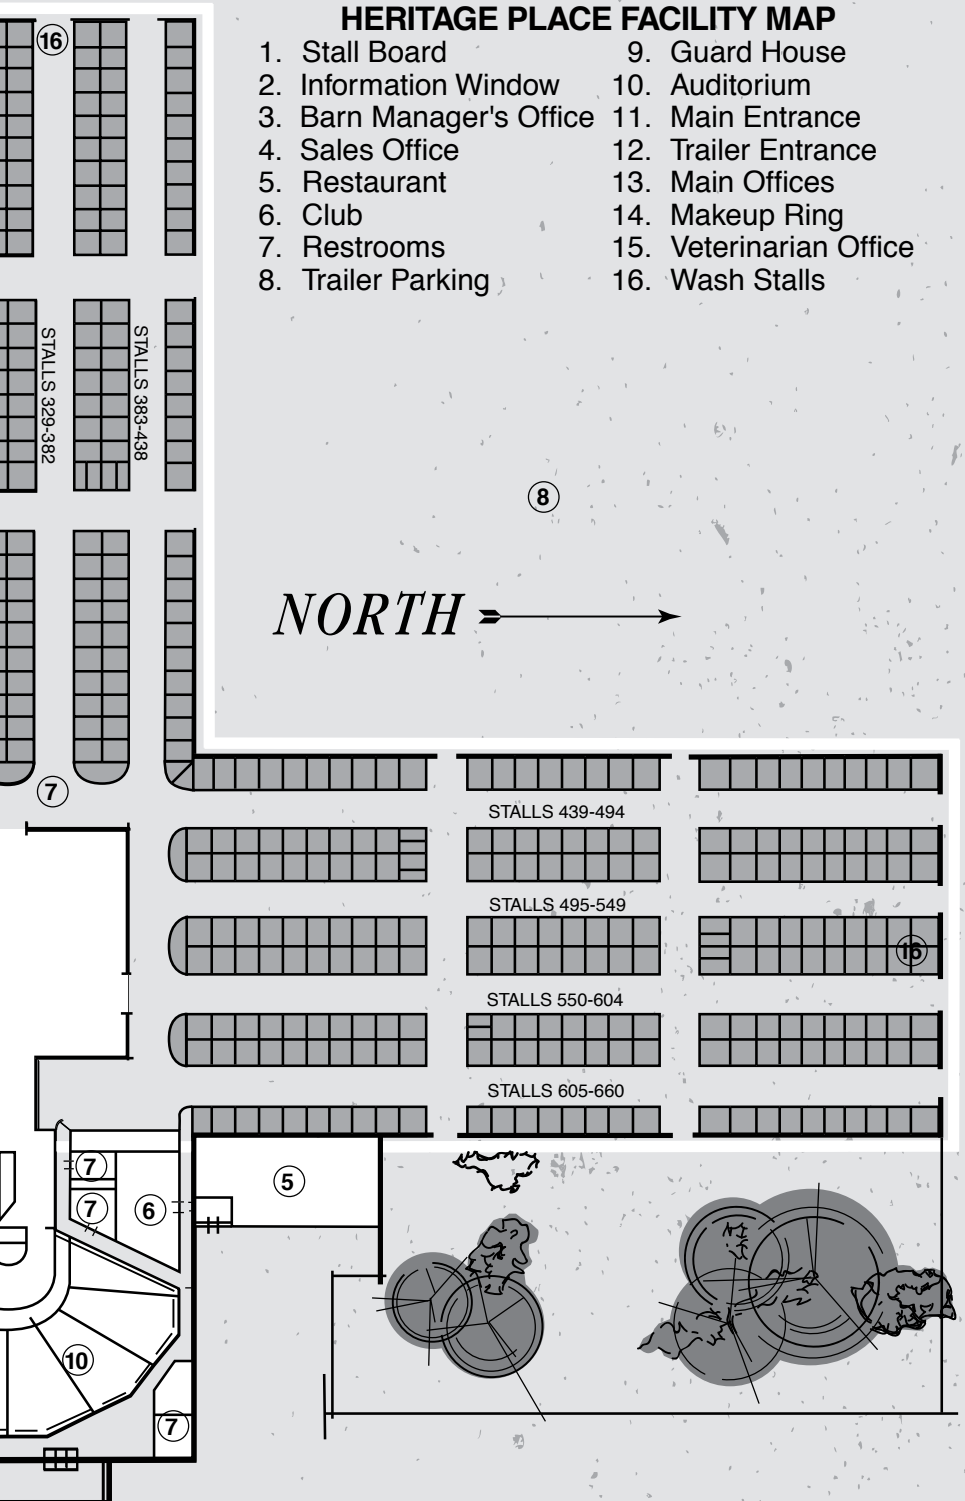 HERITAGE PLACE FACILITY MAP
1. Stall Board
2. Information Window
3. Barn Manager's Office
4. Sales Office
5. Restaurant
6. Club
7. Restrooms
8. Trailer Parking
9. Guard House
10. Auditorium
11. Main Entrance
12. Trailer Entrance
13. Main Offices
14. Makeup Ring
15. Veterinarian Office
16. Wash Stalls
16
STALLS 329-382
STALLS 383-438
8
NORTH
7
STALLS 439-494
STALLS 495-549
16
STALLS 550-604
STALLS 605-660
7
5
7
6
10
7